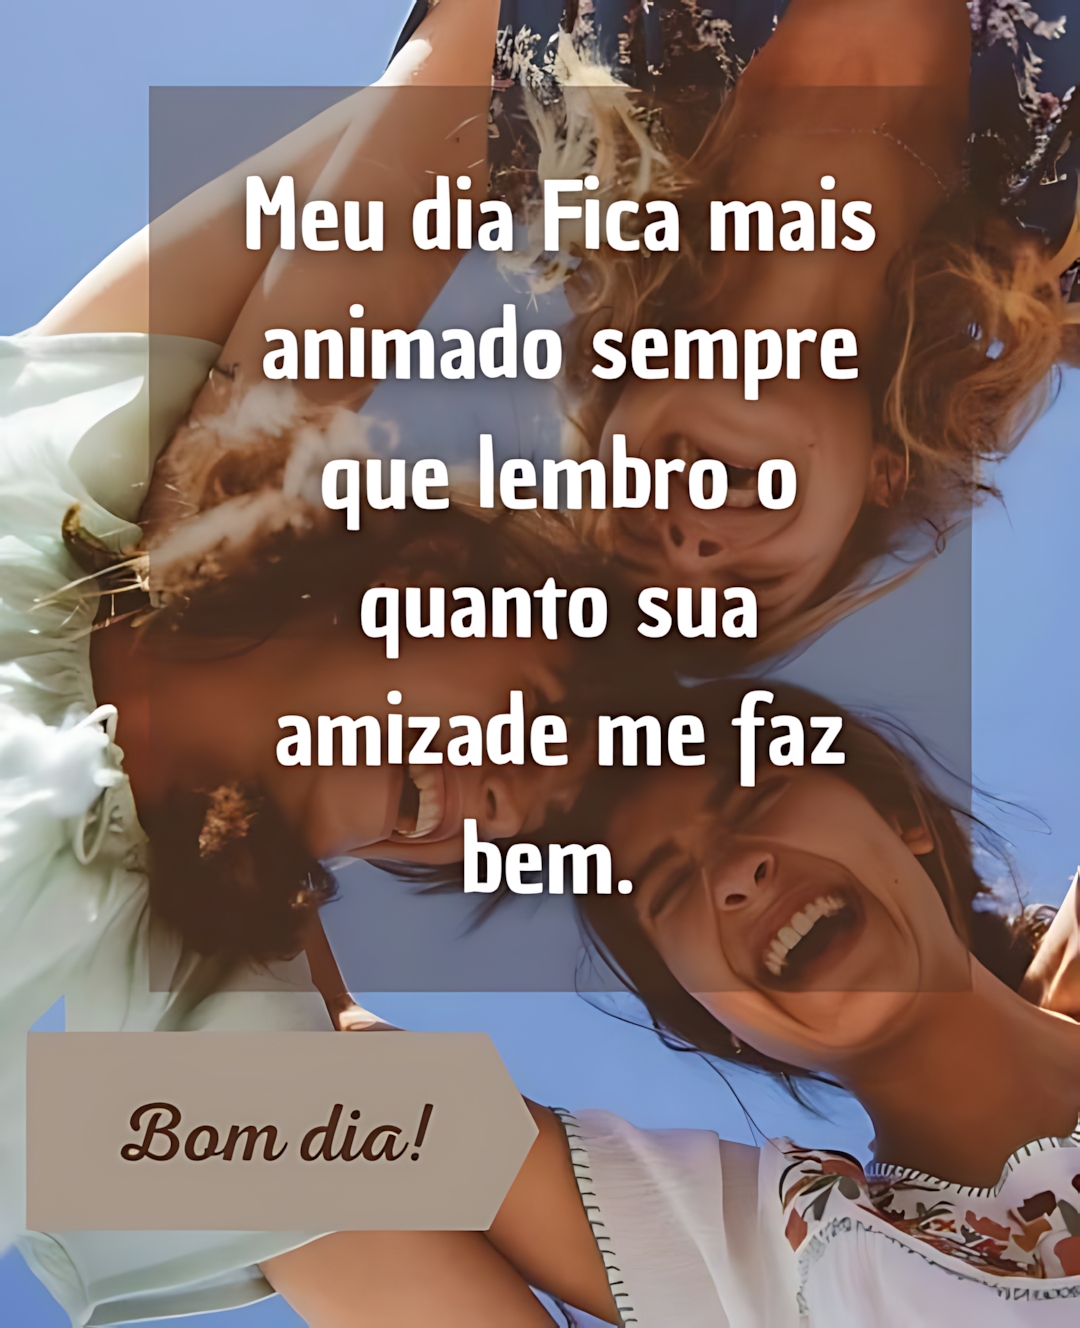 Meu dia Fica mais
animado sempre
que lembro o
quanto sua
amizade me faz
bem.
Bom dia!